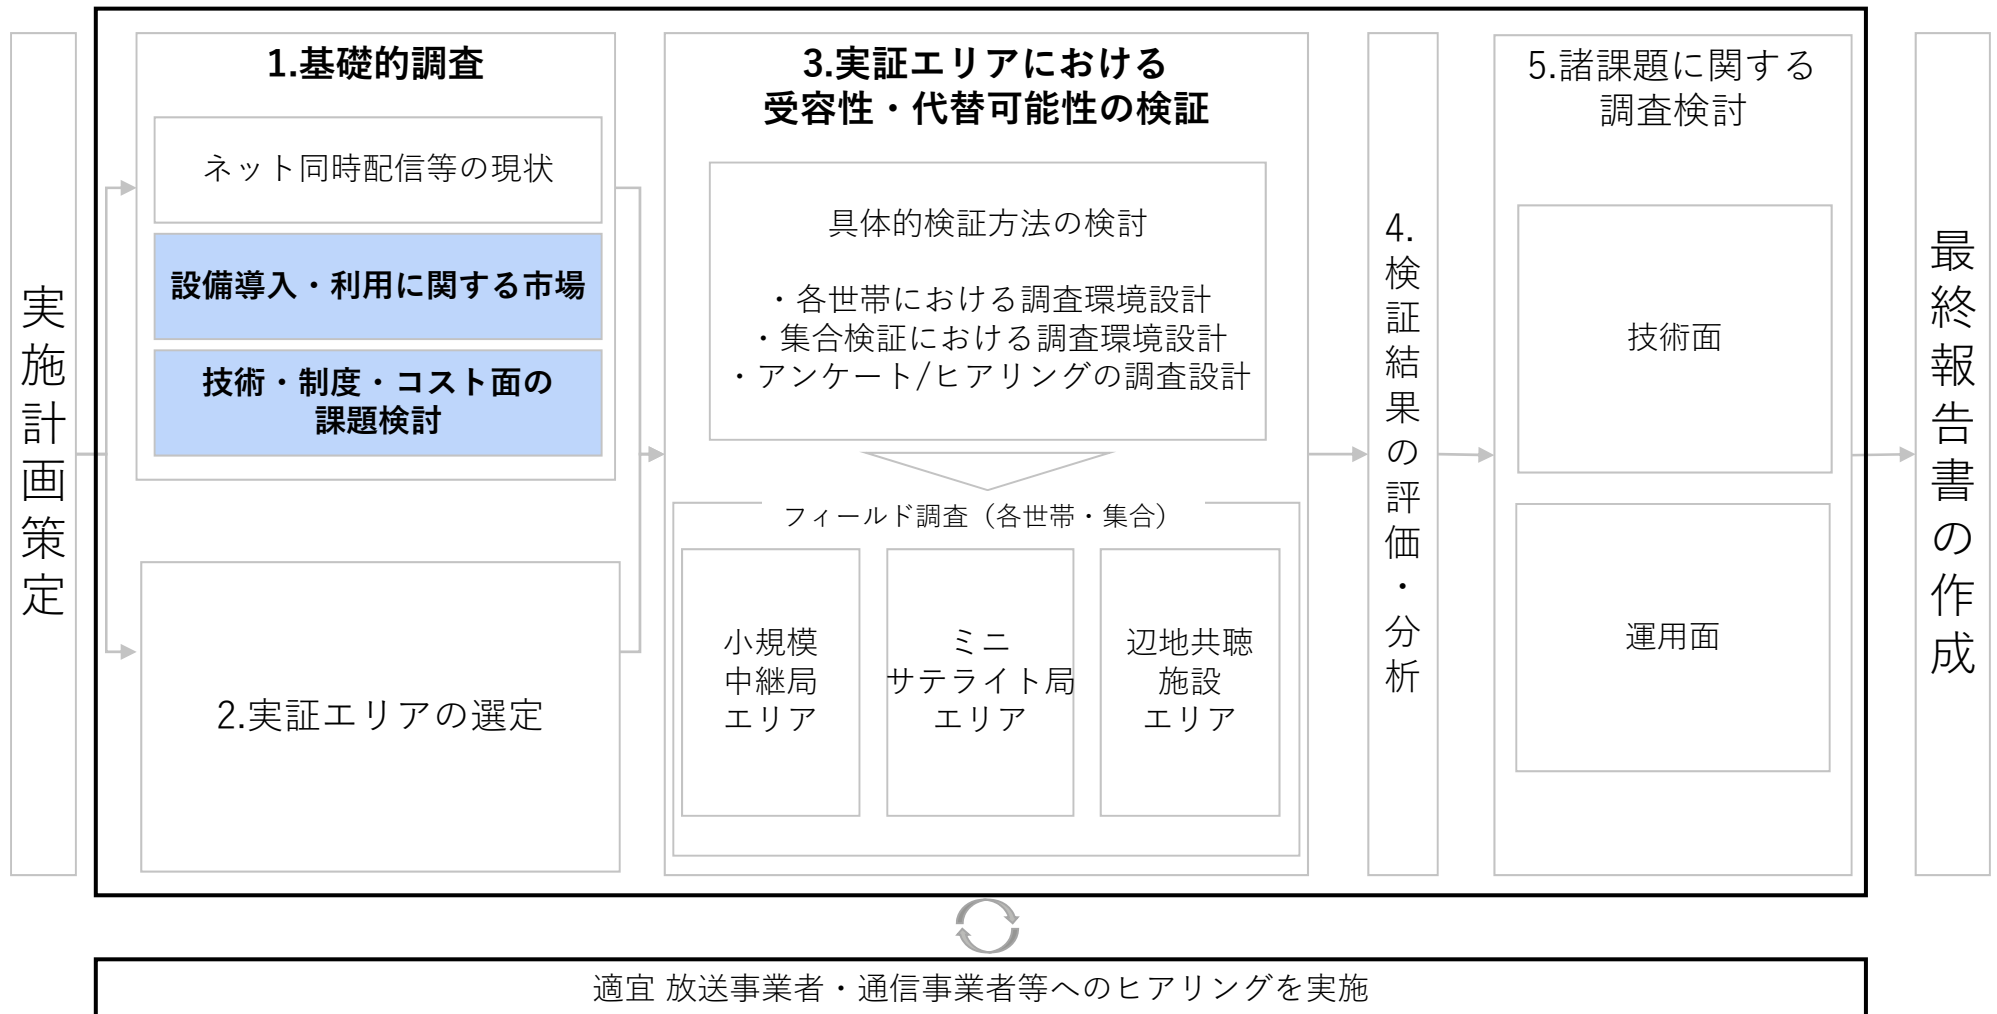 実施計画策定
1.基礎的調査
ネット同時配信等の現状
設備導入・利用に関する市場
技術・制度・コスト面の
課題検討
2.実証エリアの選定
3.実証エリアにおける
受容性・代替可能性の検証
具体的検証方法の検討
・各世帯における調査環境設計
・集合検証における調査環境設計
・アンケート/ヒアリングの調査設計
フィールド調査（各世帯・集合）
小規模
中継局
エリア
ミニ
サテライト局
エリア
辺地共聴
施設
エリア
4.検証結果の評価・分析
5.諸課題に関する
調査検討
技術面
運用面
最終報告書の作成
適宜 放送事業者・通信事業者等へのヒアリングを実施